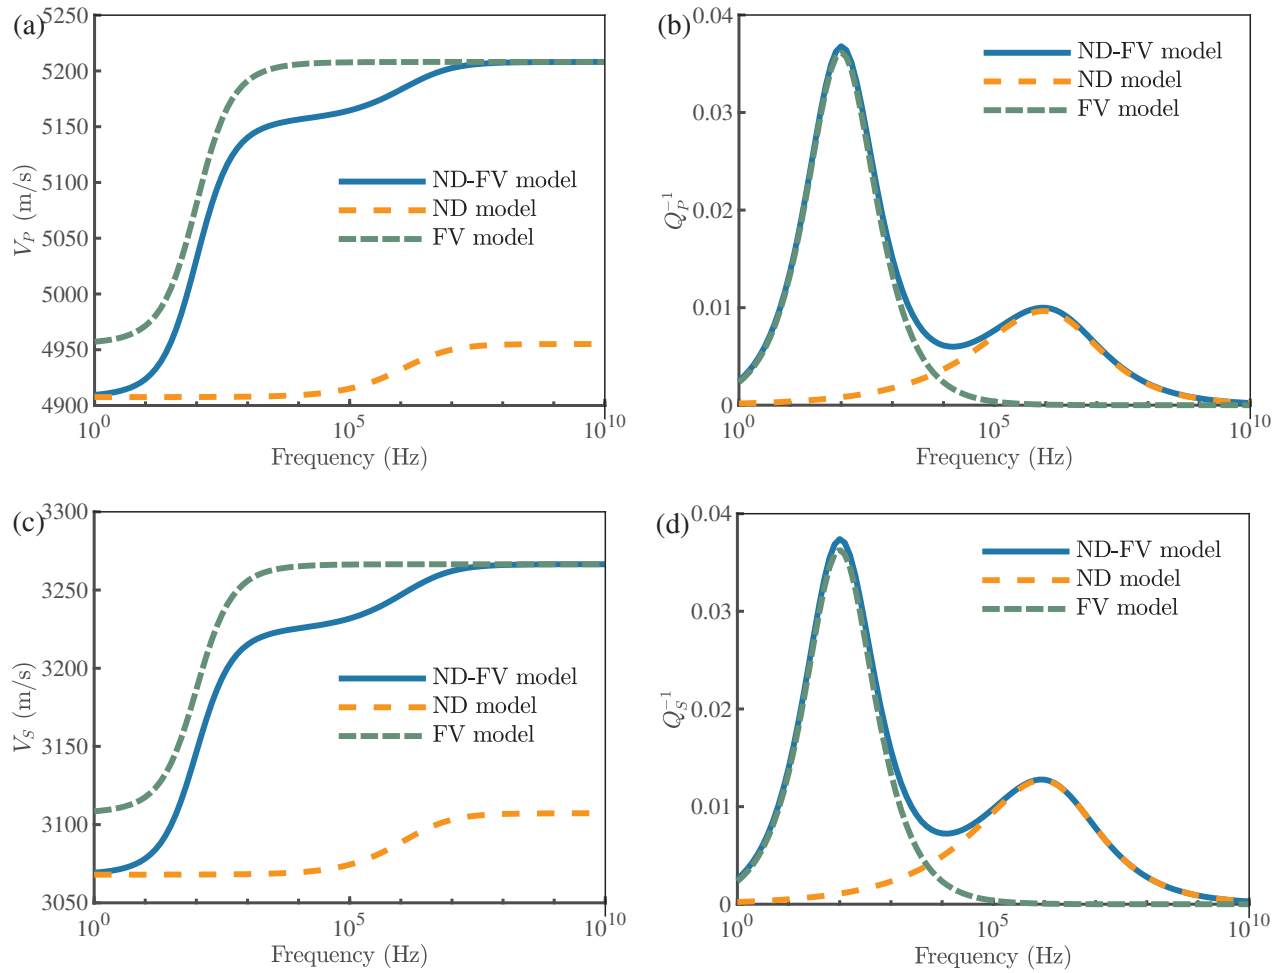 (a)
5250
5200
5150
5100
5050
5000
4950
4900
V_P (m/s)
ND-FV model
ND model
FV model
10^0
10^5
10^10
Frequency (Hz)
(b)
0.04
0.03
0.02
0.01
0
Q_P^{-1}
ND-FV model
ND model
FV model
10^0
10^5
10^10
Frequency (Hz)
(c)
3300
3250
3200
3150
3100
3050
V_S (m/s)
ND-FV model
ND model
FV model
10^0
10^5
10^10
Frequency (Hz)
(d)
0.04
0.03
0.02
0.01
0
Q_S^{-1}
ND-FV model
ND model
FV model
10^0
10^5
10^10
Frequency (Hz)